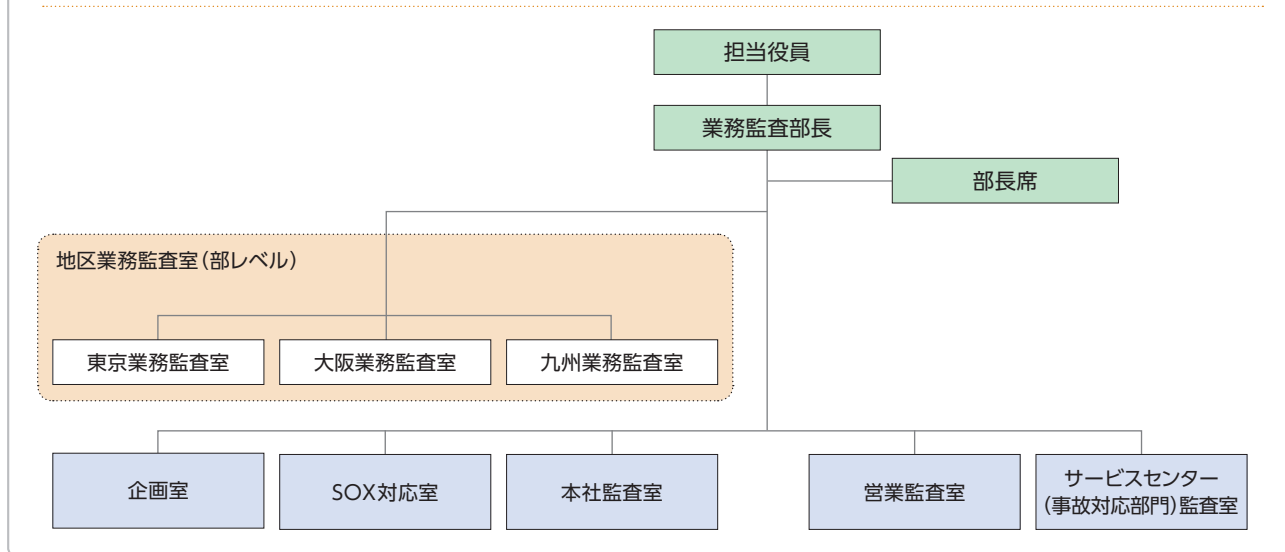 担当役員
業務監査部長
部長席
地区業務監査室(部レベル)
東京業務監査室
大阪業務監査室
九州業務監査室
企画室
SOX対応室
本社監査室
営業監査室
サービスセンター
(事故対応部門)監査室